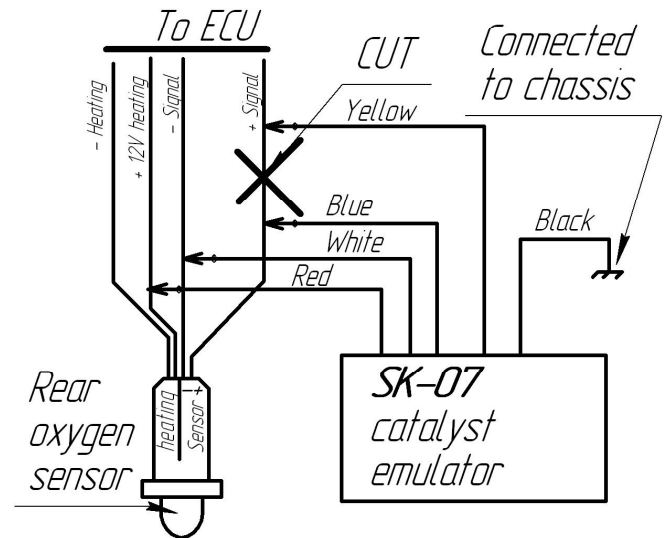 To ECU
CUT
Connected
to chassis
- Heating
+ 12V heating
- Signal
+ Signal
Yellow
Blue
White
Red
Black
Rear
oxygen
sensor
heating
- +
Sensor
SK-07
catalyst
emulator